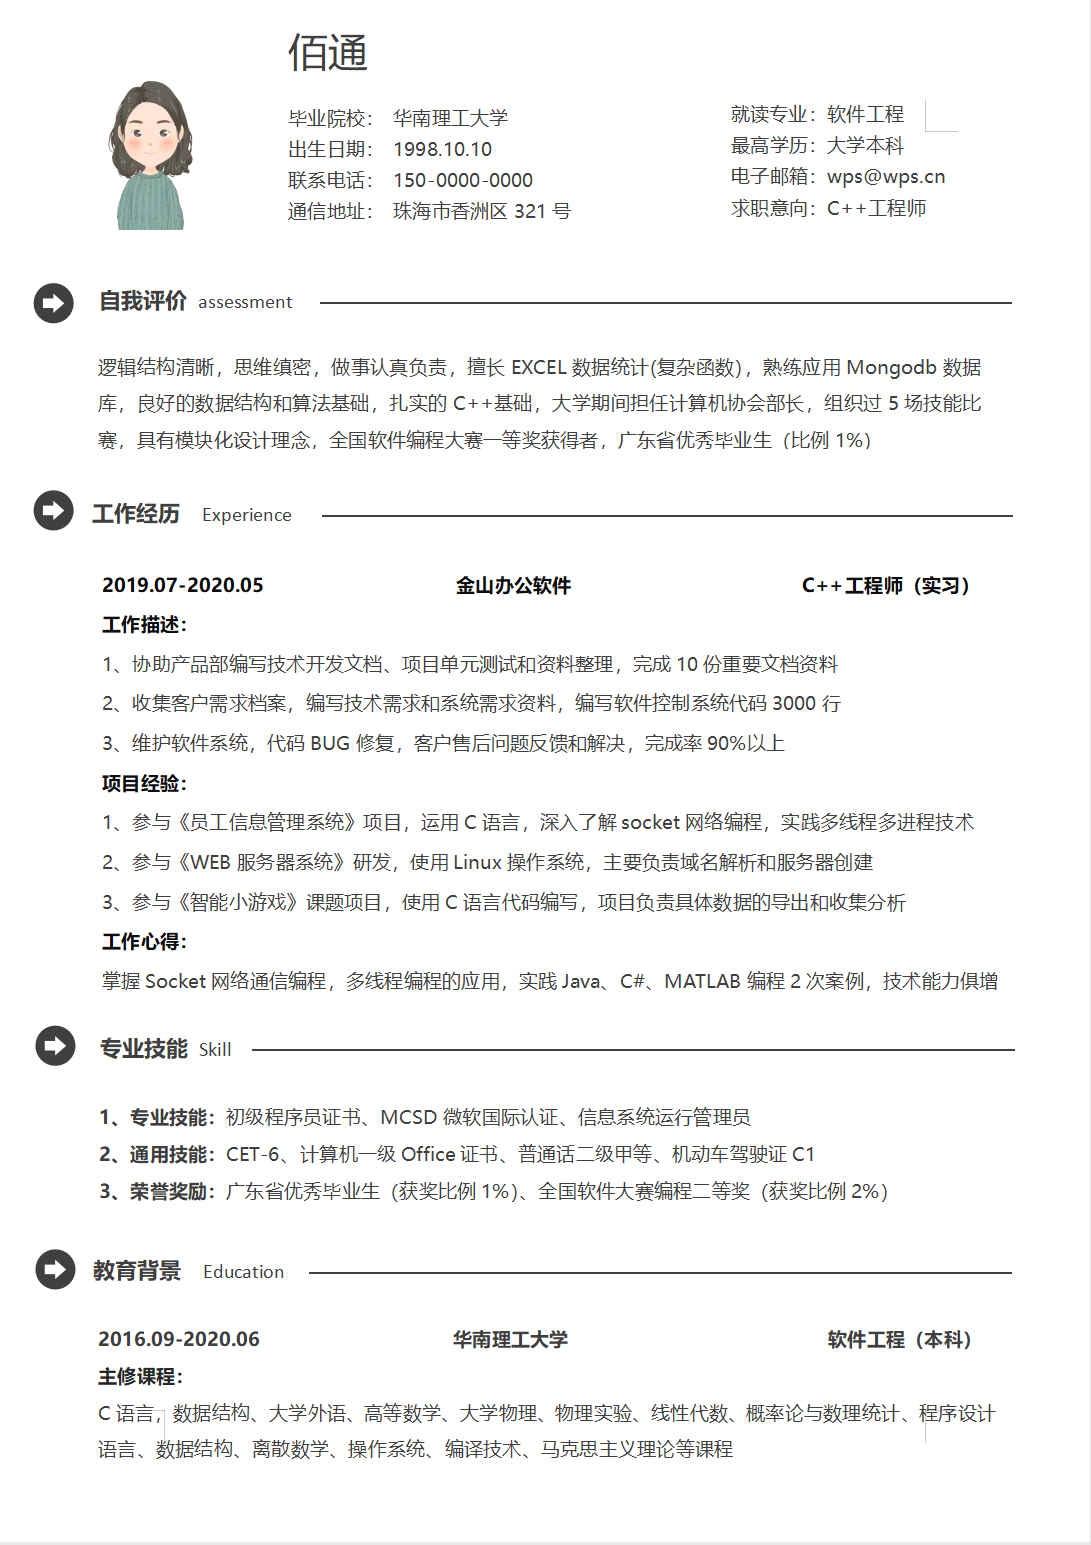 佰通
毕业院校： 华南理工大学
出生日期： 1998.10.10
联系电话： 150-0000-0000
通信地址： 珠海市香洲区 321 号
就读专业：软件工程
最高学历：大学本科
电子邮箱：wps@wps.cn
求职意向：C++工程师
自我评价 assessment
逻辑结构清晰，思维缜密，做事认真负责，擅长 EXCEL 数据统计(复杂函数)，熟练应用 Mongodb 数据
库，良好的数据结构和算法基础，扎实的 C++基础，大学期间担任计算机协会部长，组织过 5 场技能比
赛，具有模块化设计理念，全国软件编程大赛一等奖获得者，广东省优秀毕业生（比例 1%）
工作经历 Experience
2019.07-2020.05 金山办公软件 C++工程师（实习）
工作描述：
1、协助产品部编写技术开发文档、项目单元测试和资料整理，完成 10 份重要文档资料
2、收集客户需求档案，编写技术需求和系统需求资料，编写软件控制系统代码 3000 行
3、维护软件系统，代码 BUG 修复，客户售后问题反馈和解决，完成率 90%以上
项目经验：
1、参与《员工信息管理系统》项目，运用 C 语言，深入了解 socket 网络编程，实践多线程多进程技术
2、参与《WEB 服务器系统》研发，使用 Linux 操作系统，主要负责域名解析和服务器创建
3、参与《智能小游戏》课题项目，使用 C 语言代码编写，项目负责具体数据的导出和收集分析
工作心得：
掌握 Socket 网络通信编程，多线程编程的应用，实践 Java、C#、MATLAB 编程 2 次案例，技术能力俱增
专业技能 Skill
1、专业技能：初级程序员证书、MCSD 微软国际认证、信息系统运行管理员
2、通用技能：CET-6、计算机一级 Office 证书、普通话二级甲等、机动车驾驶证 C1
3、荣誉奖励：广东省优秀毕业生（获奖比例 1%）、全国软件大赛编程二等奖（获奖比例 2%）
教育背景 Education
2016.09-2020.06 华南理工大学 软件工程（本科）
主修课程：
C 语言，数据结构、大学外语、高等数学、大学物理、物理实验、线性代数、概率论与数理统计、程序设计
语言、数据结构、离散数学、操作系统、编译技术、马克思主义理论等课程